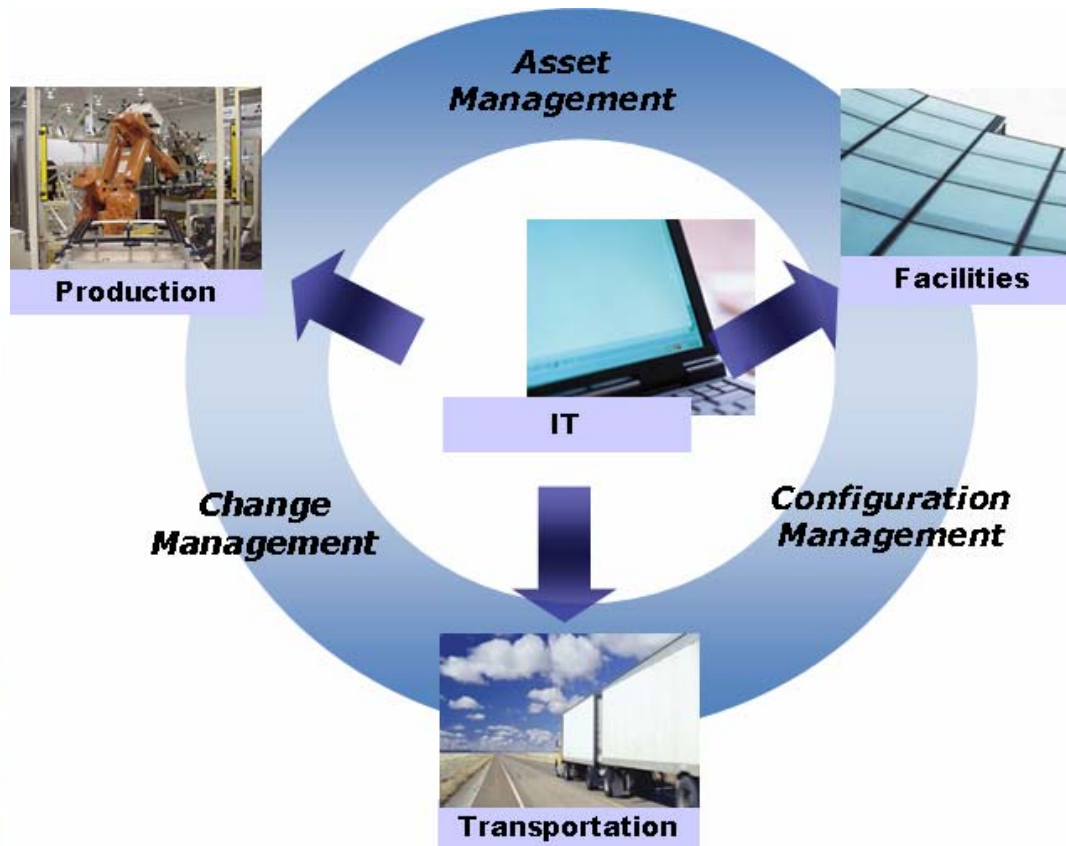 Asset
Management
Production
Facilities
IT
Change
Management
Configuration
Management
Transportation